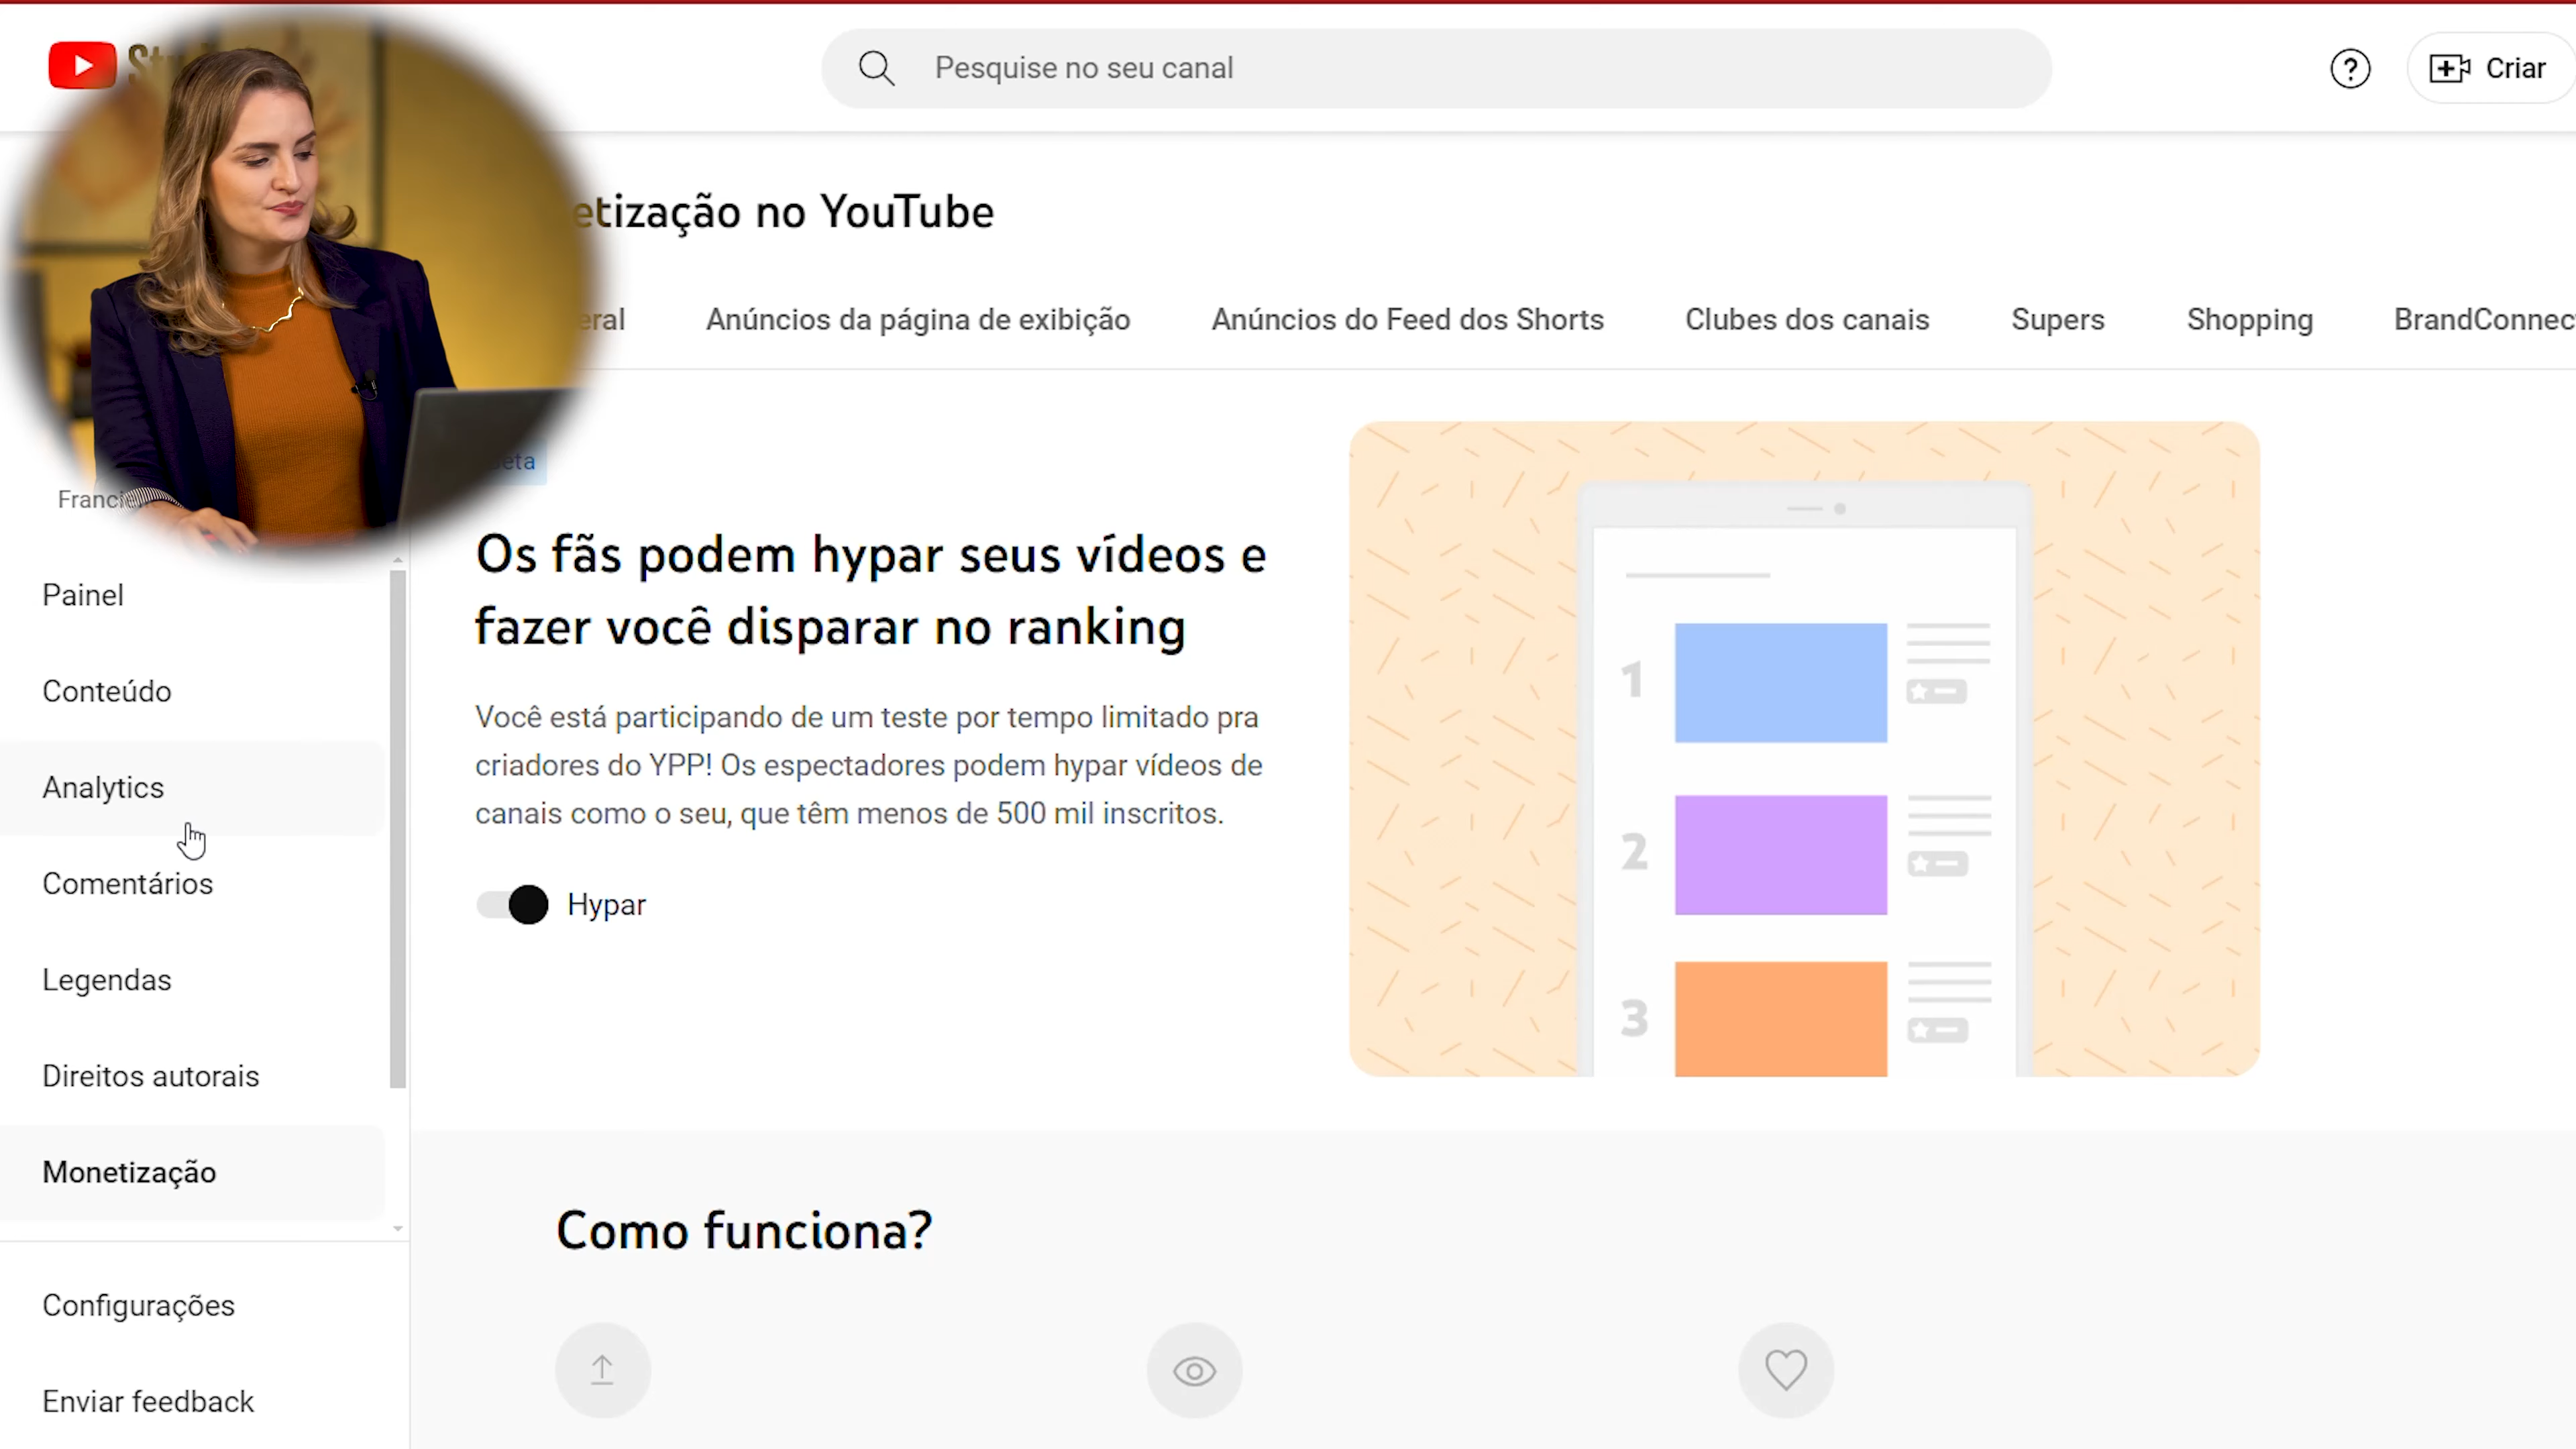 Pesquise no seu canal
Criar
etização no YouTube
eral
Anúncios da página de exibição
Anúncios do Feed dos Shorts
Clubes dos canais
Supers
Shopping
BrandConnec
eta
Franci
Painel
Conteúdo
Analytics
Comentários
Legendas
Direitos autorais
Monetização
Configurações
Enviar feedback
Os fãs podem hypar seus vídeos e
fazer você disparar no ranking
Você está participando de um teste por tempo limitado pra
criadores do YPP! Os espectadores podem hypar vídeos de
canais como o seu, que têm menos de 500 mil inscritos.
Hypar
1
2
3
Como funciona?